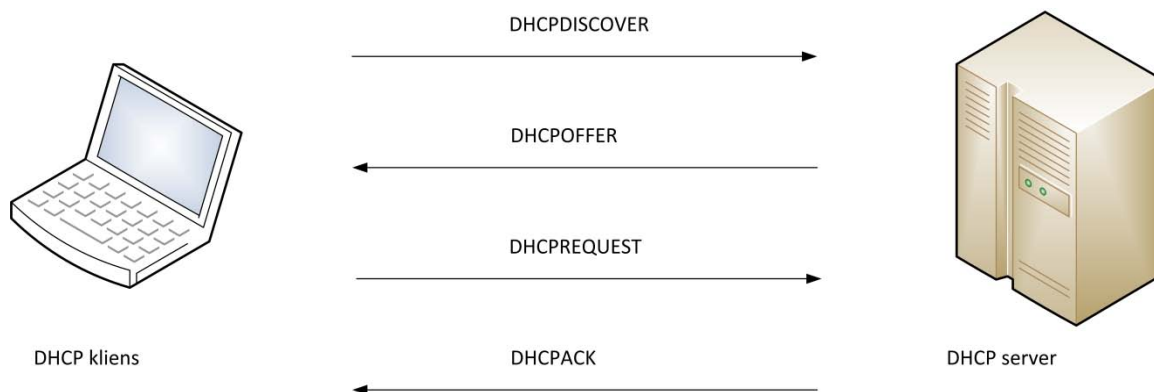 DHCPDISCOVER
DHCPOFFER
DHCPREQUEST
DHCP kliens
DHCPACK
DHCP server